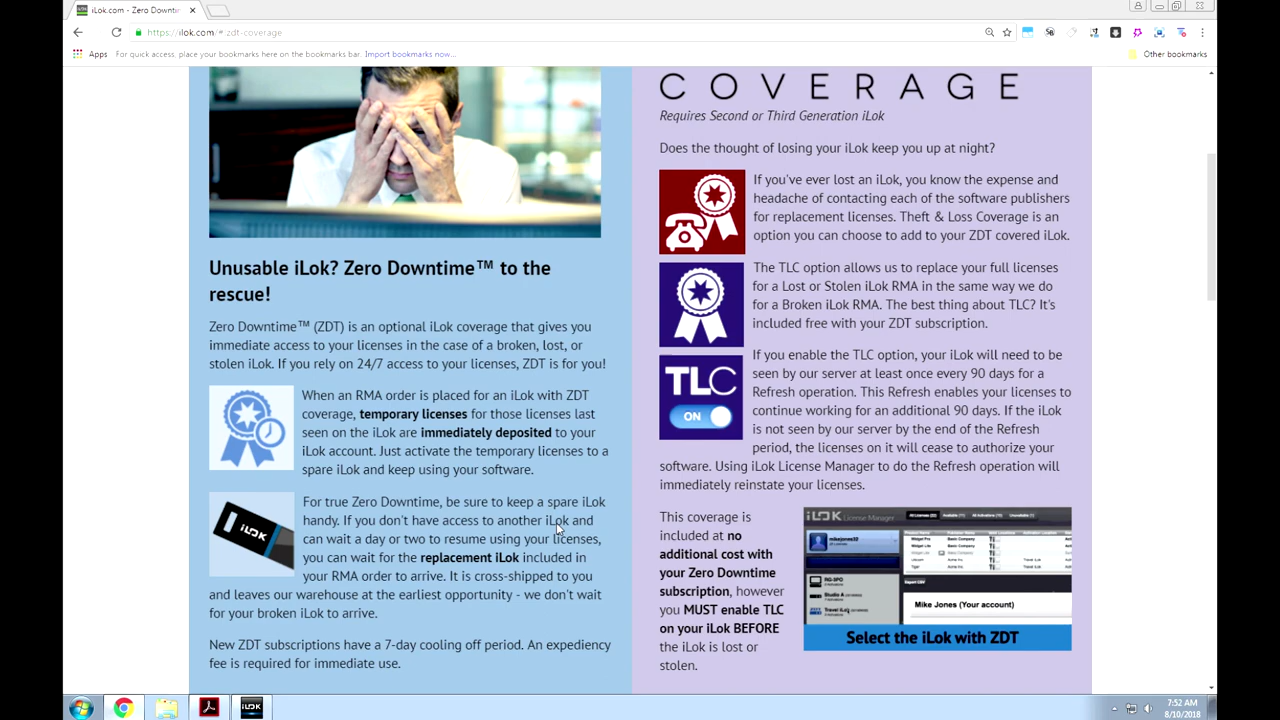 iLok.com - Zero Downtim
https://ilok.com/#!zdt-coverage
Apps
For quick access, place your bookmarks here on the bookmarks bar.
Import bookmarks now...
Other bookmarks
Unusable iLok? Zero Downtime™ to the
rescue!
Zero Downtime™ (ZDT) is an optional iLok coverage that gives you
immediate access to your licenses in the case of a broken, lost, or
stolen iLok. If you rely on 24/7 access to your licenses, ZDT is for you!
When an RMA order is placed for an iLok with ZDT
coverage, temporary licenses for those licenses last
seen on the iLok are immediately deposited to your
iLok account. Just activate the temporary licenses to a
spare iLok and keep using your software.
iLOK
For true Zero Downtime, be sure to keep a spare iLok
handy. If you don't have access to another iLok and
can wait a day or two to resume using your licenses,
you can wait for the replacement iLok included in
your RMA order to arrive. It is cross-shipped to you
and leaves our warehouse at the earliest opportunity - we don't wait
for your broken iLok to arrive.
New ZDT subscriptions have a 7-day cooling off period. An expediency
fee is required for immediate use.
COVERAGE
Requires Second or Third Generation iLok
Does the thought of losing your iLok keep you up at night?
If you've ever lost an iLok, you know the expense and
headache of contacting each of the software publishers
for replacement licenses. Theft & Loss Coverage is an
option you can choose to add to your ZDT covered iLok.
The TLC option allows us to replace your full licenses
for a Lost or Stolen iLok RMA in the same way we do
for a Broken iLok RMA. The best thing about TLC? It's
included free with your ZDT subscription.
TLC
ON
If you enable the TLC option, your iLok will need to be
seen by our server at least once every 90 days for a
Refresh operation. This Refresh enables your licenses to
continue working for an additional 90 days. If the iLok
is not seen by our server by the end of the Refresh
period, the licenses on it will cease to authorize your
software. Using iLok License Manager to do the Refresh operation will
immediately reinstate your licenses.
This coverage is
included at no
additional cost with
your Zero Downtime
subscription, however
you MUST enable TLC
on your iLok BEFORE
the iLok is lost or
stolen.
iLOK License Manager
mikejones10
Studio A
Travel iLok
Export CSV
Mike Jones (Your account)
Select the iLok with ZDT
iLOK
7:52 AM
8/10/2018